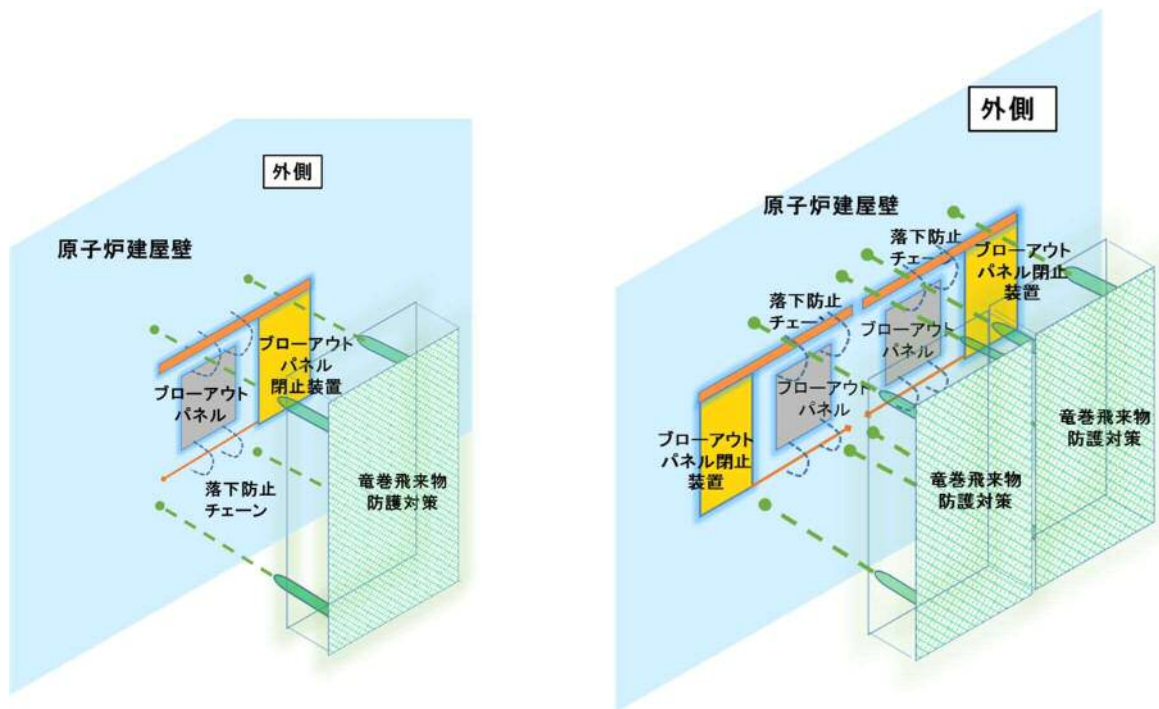 外側
原子炉建屋壁
ブローアウト
パネル
閉止装置
ブローアウト
パネル
落下防止
チェーン
竜巻飛来物
防護対策
外側
原子炉建屋壁
落下防止
チェーン
ブローアウト
パネル閉止
装置
落下防止
チェーン
ブローアウト
パネル
ブローアウト
パネル
ブローアウト
パネル閉止
装置
竜巻飛来物
防護対策
竜巻飛来物
防護対策